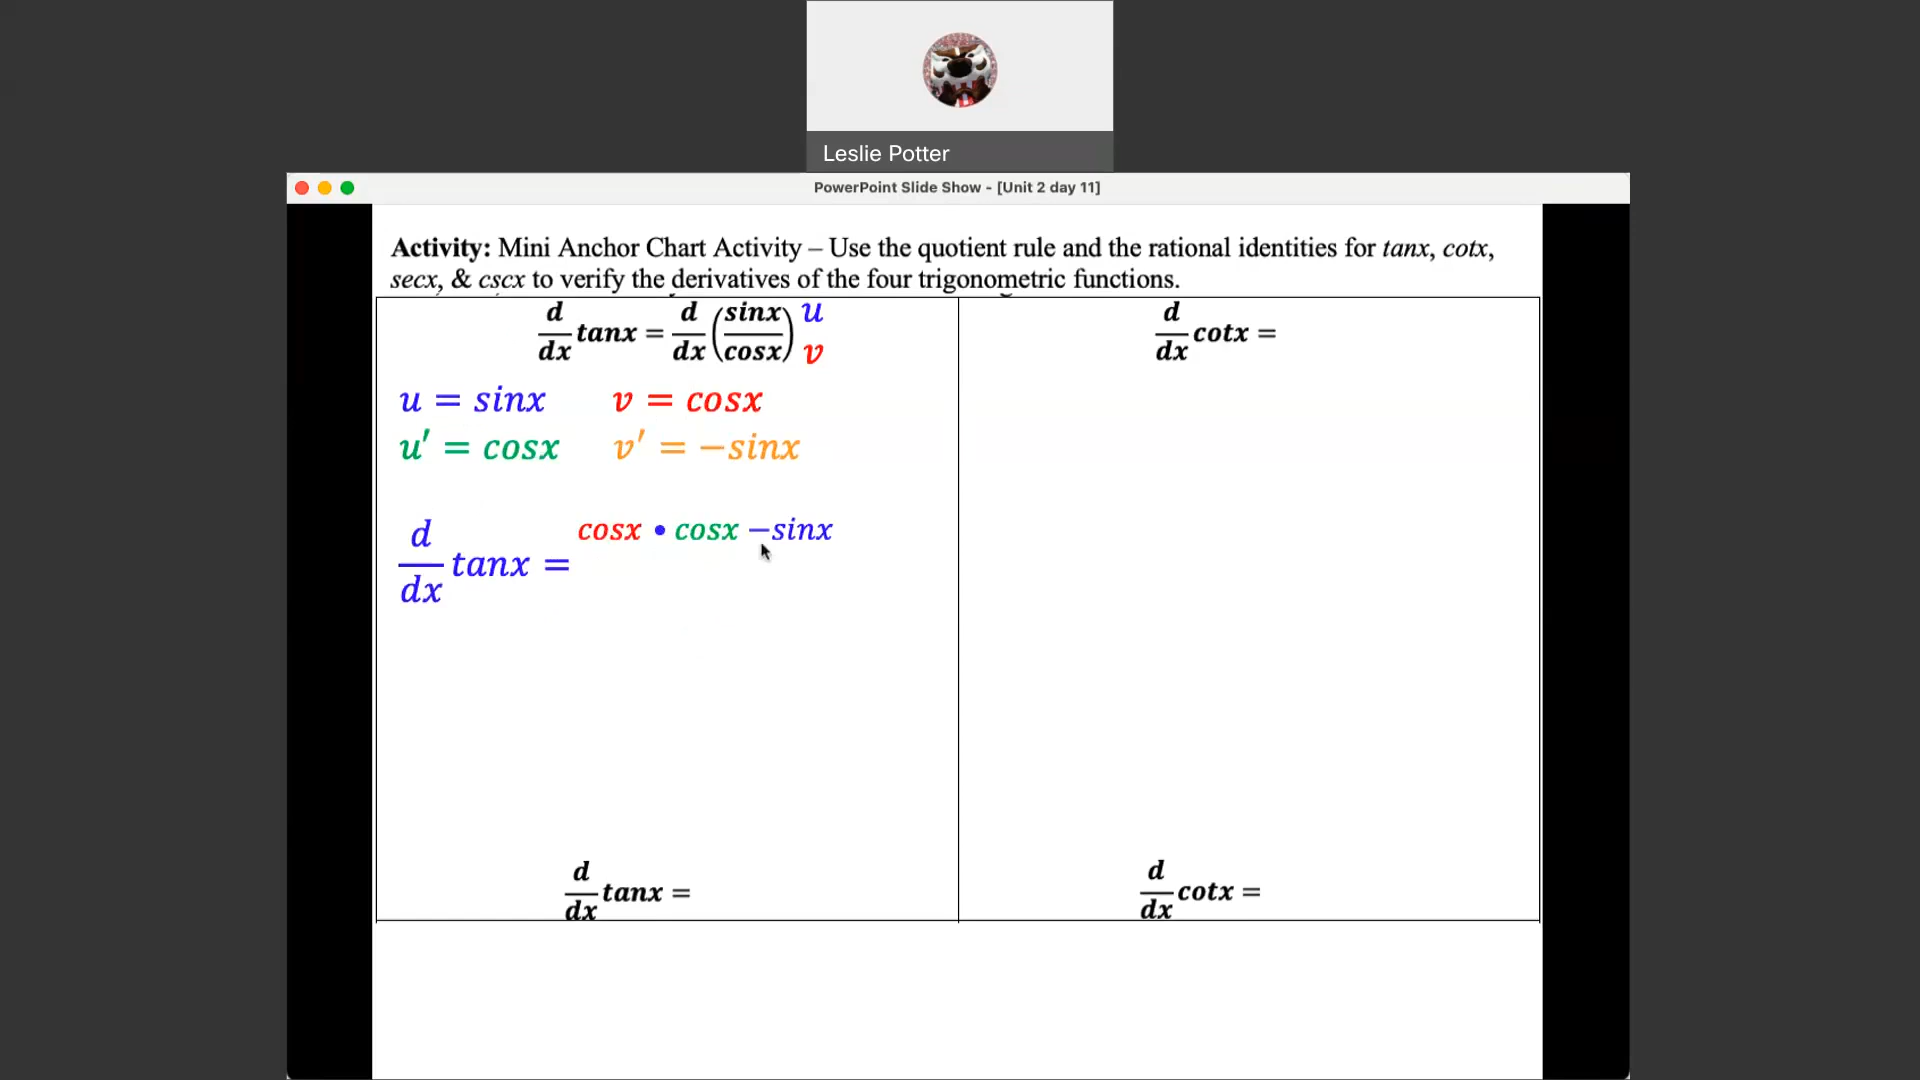 Leslie Potter
PowerPoint Slide Show - [Unit 2 day 11]
Activity: Mini Anchor Chart Activity – Use the quotient rule and the rational identities for tanx, cotx,
secx, & cscx to verify the derivatives of the four trigonometric functions.
d/dx tanx = d/dx (sinx/cosx) u v
u = sinx v = cosx
u′ = cosx v′ = −sinx
d/dx tanx = cosx • cosx −sinx
d/dx tanx =
d/dx cotx =
d/dx cotx =